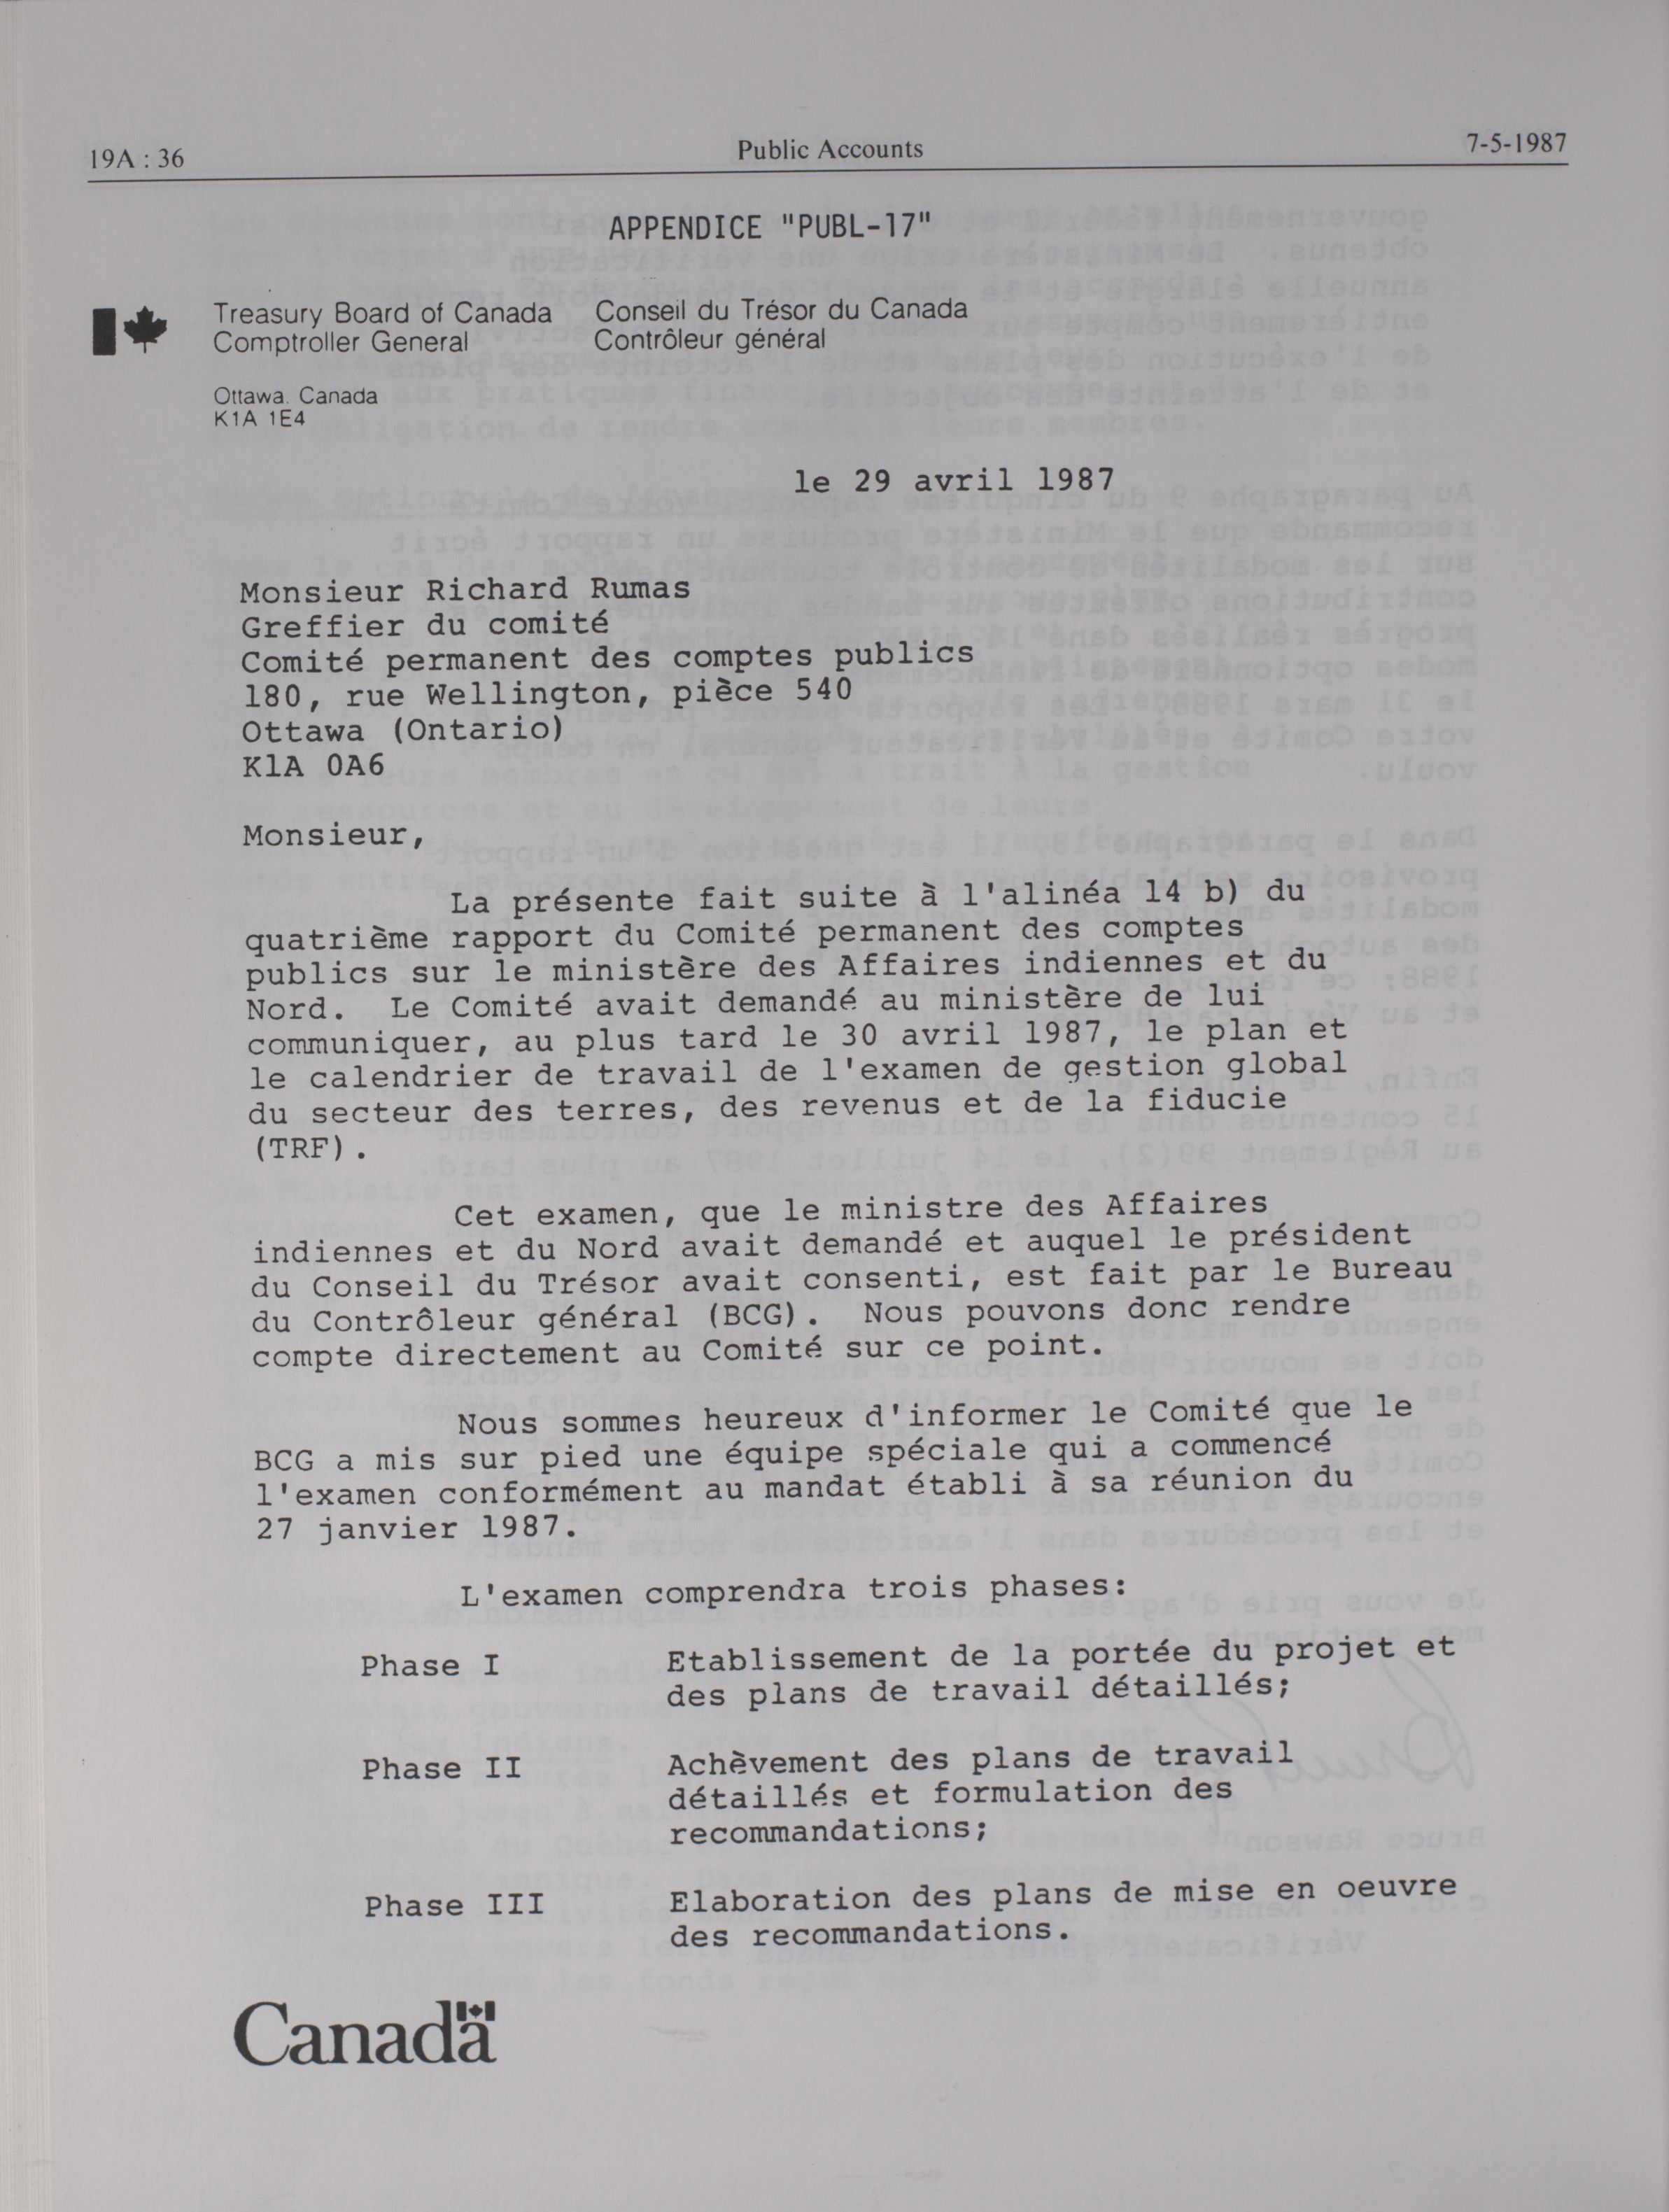 19A : 36 Public Accounts 7-5-1987
APPENDICE "PUBL-17"
Treasury Board of Canada Conseil du Trésor du Canada
Comptroller General Contrôleur général
Ottawa. Canada
K1A 1E4
le 29 avril 1987
Monsieur Richard Rumas
Greffier du comité
Comité permanent des comptes publics
180, rue Wellington, pièce 540
Ottawa (Ontario)
K1A 0A6
Monsieur,
La présente fait suite à l'alinéa 14 b) du
quatrième rapport du Comité permanent des comptes
publics sur le ministère des Affaires indiennes et du
Nord. Le Comité avait demandé au ministère de lui
communiquer, au plus tard le 30 avril 1987, le plan et
le calendrier de travail de l'examen de gestion global
du secteur des terres, des revenus et de la fiducie
(TRF).
Cet examen, que le ministre des Affaires
indiennes et du Nord avait demandé et auquel le président
du Conseil du Trésor avait consenti, est fait par le Bureau
du Contrôleur général (BCG). Nous pouvons donc rendre
compte directement au Comité sur ce point.
Nous sommes heureux d'informer le Comité que le
BCG a mis sur pied une équipe spéciale qui a commencé
l'examen conformément au mandat établi à sa réunion du
27 janvier 1987.
L'examen comprendra trois phases:
Phase I Etablissement de la portée du projet et
des plans de travail détaillés;
Phase II Achèvement des plans de travail
détaillés et formulation des
recommandations;
Phase III Elaboration des plans de mise en oeuvre
des recommandations.
Canada